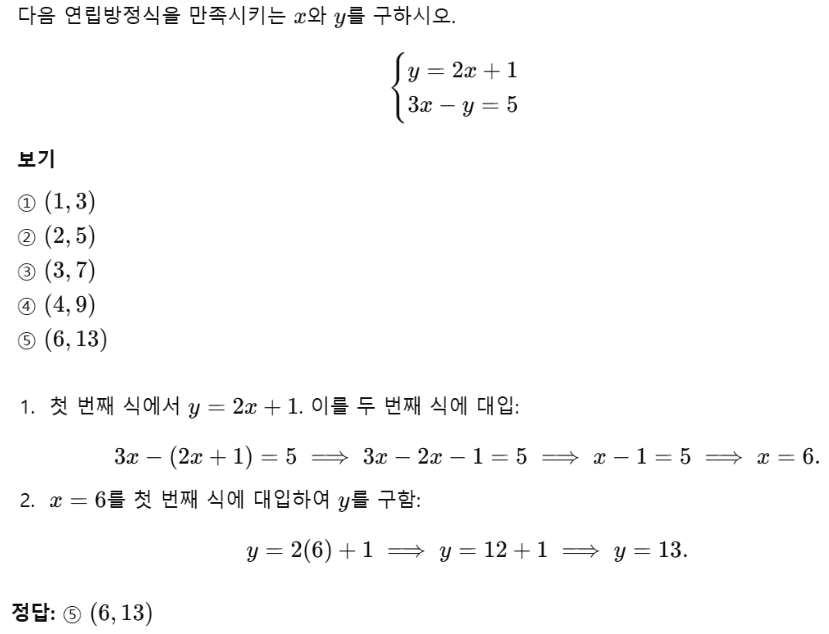 다음 연립방정식을 만족시키는 x와 y를 구하시오.
{ y = 2x + 1
3x − y = 5
보기
① (1, 3)
② (2, 5)
③ (3, 7)
④ (4, 9)
⑤ (6, 13)
1. 첫 번째 식에서 y = 2x + 1. 이를 두 번째 식에 대입:
3x − (2x + 1) = 5 ⟹ 3x − 2x − 1 = 5 ⟹ x − 1 = 5 ⟹ x = 6.
2. x = 6를 첫 번째 식에 대입하여 y를 구함:
y = 2(6) + 1 ⟹ y = 12 + 1 ⟹ y = 13.
정답: ⑤ (6, 13)